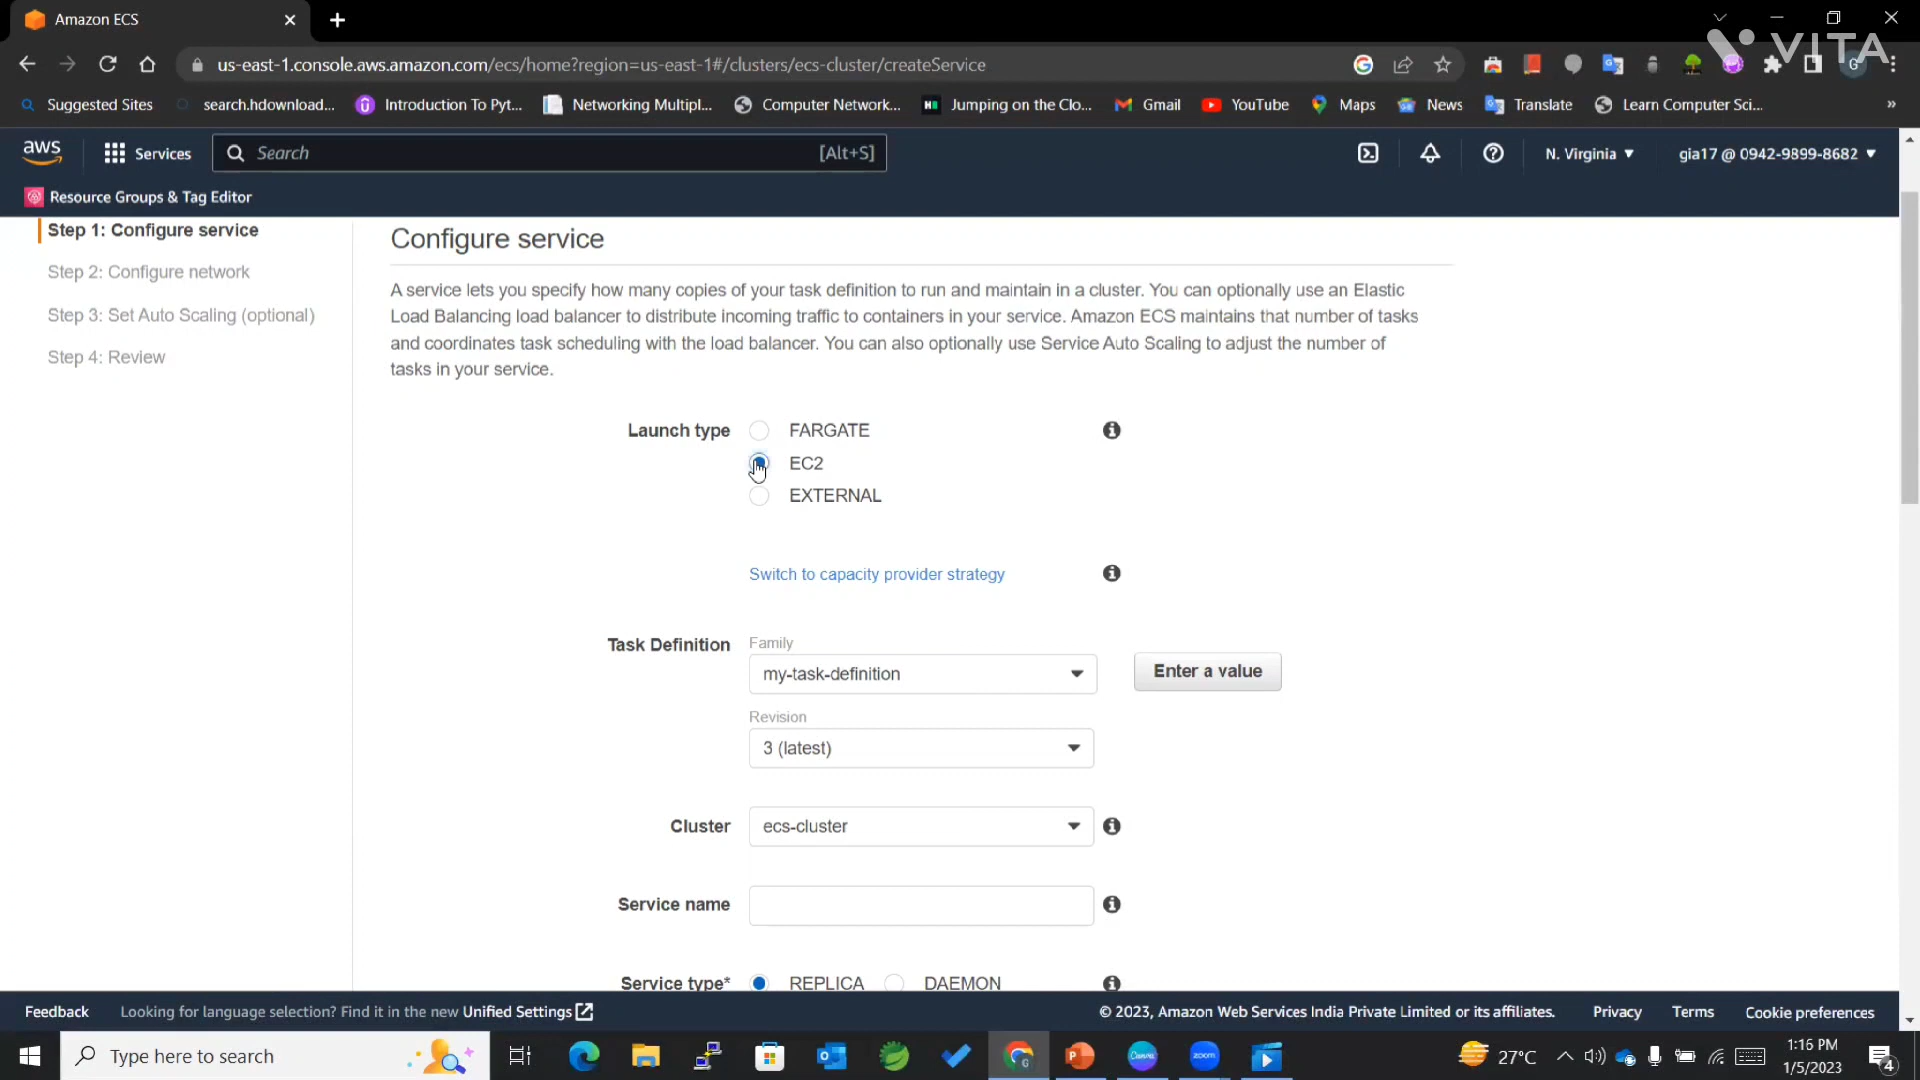 Amazon ECS
VITA
us-east-1.console.aws.amazon.com/ecs/home?region=us-east-1#/clusters/ecs-cluster/createService
G
Suggested Sites
search.hdownload...
Introduction To Pyt...
Networking Multipl...
Computer Network...
Jumping on the Clo...
Gmail
YouTube
Maps
News
Translate
Learn Computer Sci...
»
aws
Services
Search
[Alt+S]
N. Virginia
gia17 @ 0942-9899-8682
Resource Groups & Tag Editor
Step 1: Configure service
Step 2: Configure network
Step 3: Set Auto Scaling (optional)
Step 4: Review
Configure service
A service lets you specify how many copies of your task definition to run and maintain in a cluster. You can optionally use an Elastic
Load Balancing load balancer to distribute incoming traffic to containers in your service. Amazon ECS maintains that number of tasks
and coordinates task scheduling with the load balancer. You can also optionally use Service Auto Scaling to adjust the number of
tasks in your service.
Launch type
FARGATE
EC2
EXTERNAL
Switch to capacity provider strategy
Task Definition
Family
my-task-definition
Enter a value
Revision
3 (latest)
Cluster
ecs-cluster
Service name
Service type*
REPLICA
DAEMON
Feedback
Looking for language selection? Find it in the new Unified Settings
© 2023, Amazon Web Services India Private Limited or its affiliates.
Privacy
Terms
Cookie preferences
Type here to search
Canva
zoom
27°C
1:16 PM
1/5/2023
4